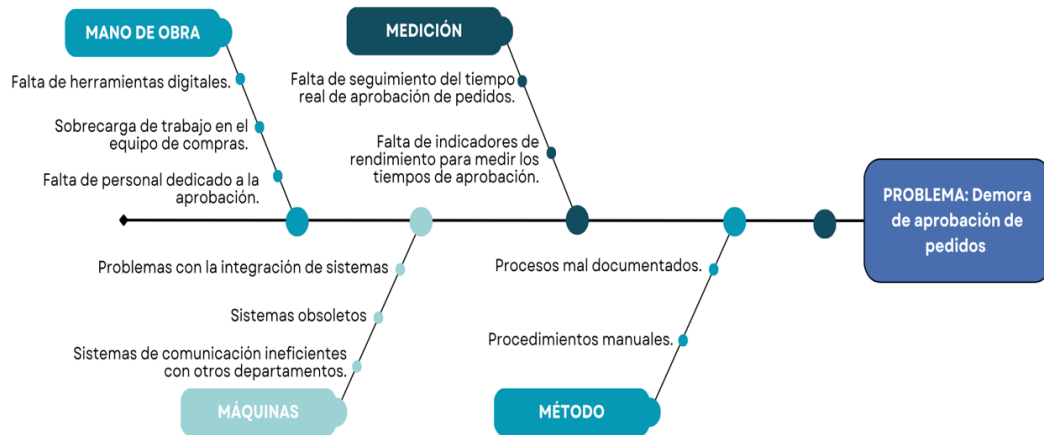 MANO DE OBRA
Falta de herramientas digitales.
Sobrecarga de trabajo en el
equipo de compras.
Falta de personal dedicado a la
aprobación.
MEDICIÓN
Falta de seguimiento del tiempo
real de aprobación de pedidos.
Falta de indicadores de
rendimiento para medir los
tiempos de aprobación.
PROBLEMA: Demora
de aprobación de
pedidos
Problemas con la integración de sistemas
Sistemas obsoletos
Sistemas de comunicación ineficientes
con otros departamentos.
MÁQUINAS
Procesos mal documentados.
Procedimientos manuales.
MÉTODO